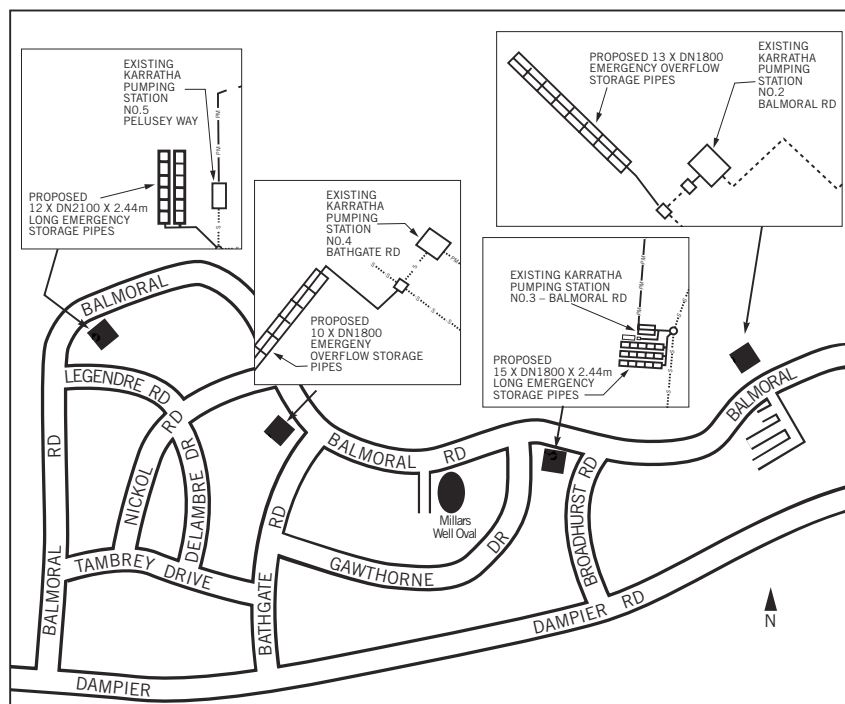 EXISTING
KARRATHA
PUMPING
STATION
NO.5
PELUSEY WAY
PM
PROPOSED
12 X DN2100 X 2.44m
LONG EMERGENCY
STORAGE PIPES
S
S
PROPOSED 13 X DN1800
EMERGENCY OVERFLOW
STORAGE PIPES
EXISTING
KARRATHA
PUMPING
STATION
NO.2
BALMORAL RD
EXISTING
KARRATHA
PUMPING
STATION
NO.4
BATHGATE RD
PM
S
S
S
S
S
PROPOSED
10 X DN1800
EMERGENY
OVERFLOW STORAGE
PIPES
PM
PM
EXISTING KARRATHA
PUMPING STATION
NO.3 – BALMORAL RD
S
S
S
PROPOSED
15 X DN1800 X 2.44m
LONG EMERGENCY
STORAGE PIPES
BALMORAL
LEGENDRE RD
RD
NICKOL
RD
DELAMBRE DR
BALMORAL
TAMBREY DRIVE
BATHGATE
RD
BALMORAL RD
Millars
Well Oval
GAWTHORNE
DR
BROADHURST RD
BALMORAL
DAMPIER RD
DAMPIER
N